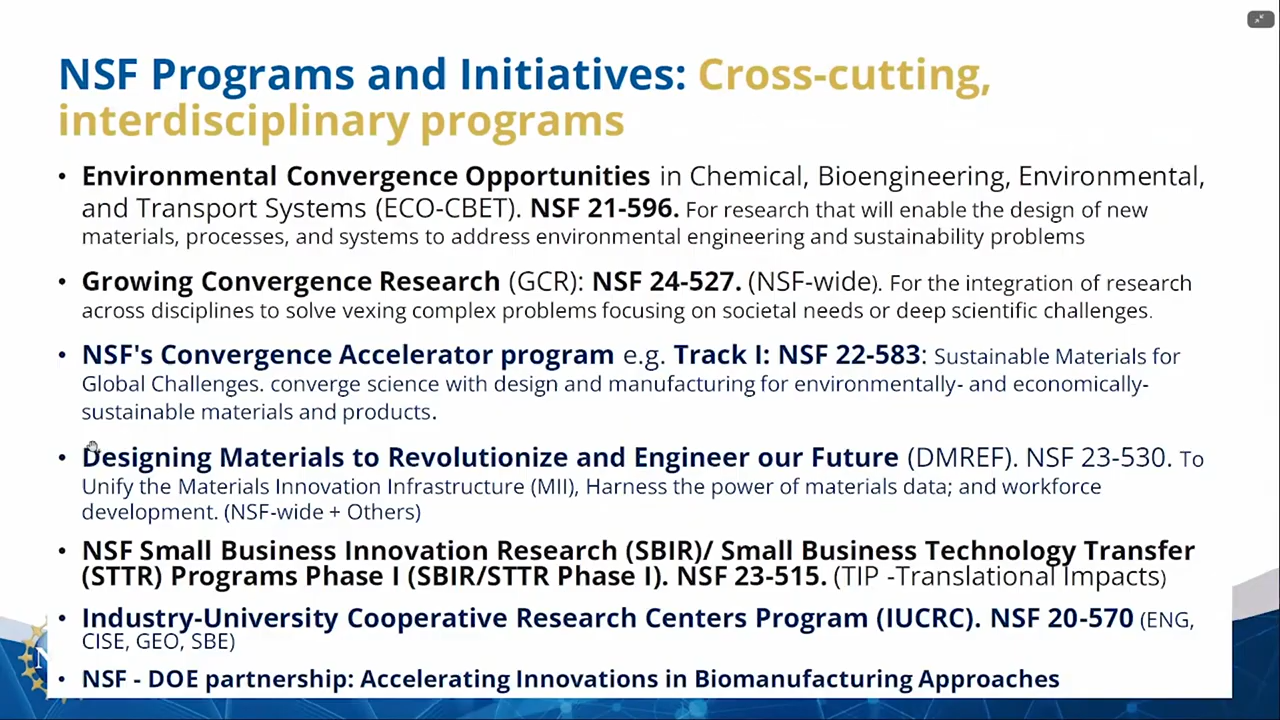 NSF Programs and Initiatives: Cross-cutting,
interdisciplinary programs
• Environmental Convergence Opportunities in Chemical, Bioengineering, Environmental,
and Transport Systems (ECO-CBET). NSF 21-596. For research that will enable the design of new
materials, processes, and systems to address environmental engineering and sustainability problems
• Growing Convergence Research (GCR): NSF 24-527. (NSF-wide). For the integration of research
across disciplines to solve vexing complex problems focusing on societal needs or deep scientific challenges.
• NSF's Convergence Accelerator program e.g. Track I: NSF 22-583: Sustainable Materials for
Global Challenges. converge science with design and manufacturing for environmentally- and economically-
sustainable materials and products.
• Designing Materials to Revolutionize and Engineer our Future (DMREF). NSF 23-530. To
Unify the Materials Innovation Infrastructure (MII), Harness the power of materials data; and workforce
development. (NSF-wide + Others)
• NSF Small Business Innovation Research (SBIR)/ Small Business Technology Transfer
(STTR) Programs Phase I (SBIR/STTR Phase I). NSF 23-515. (TIP -Translational Impacts)
• Industry-University Cooperative Research Centers Program (IUCRC). NSF 20-570 (ENG,
CISE, GEO, SBE)
• NSF - DOE partnership: Accelerating Innovations in Biomanufacturing Approaches